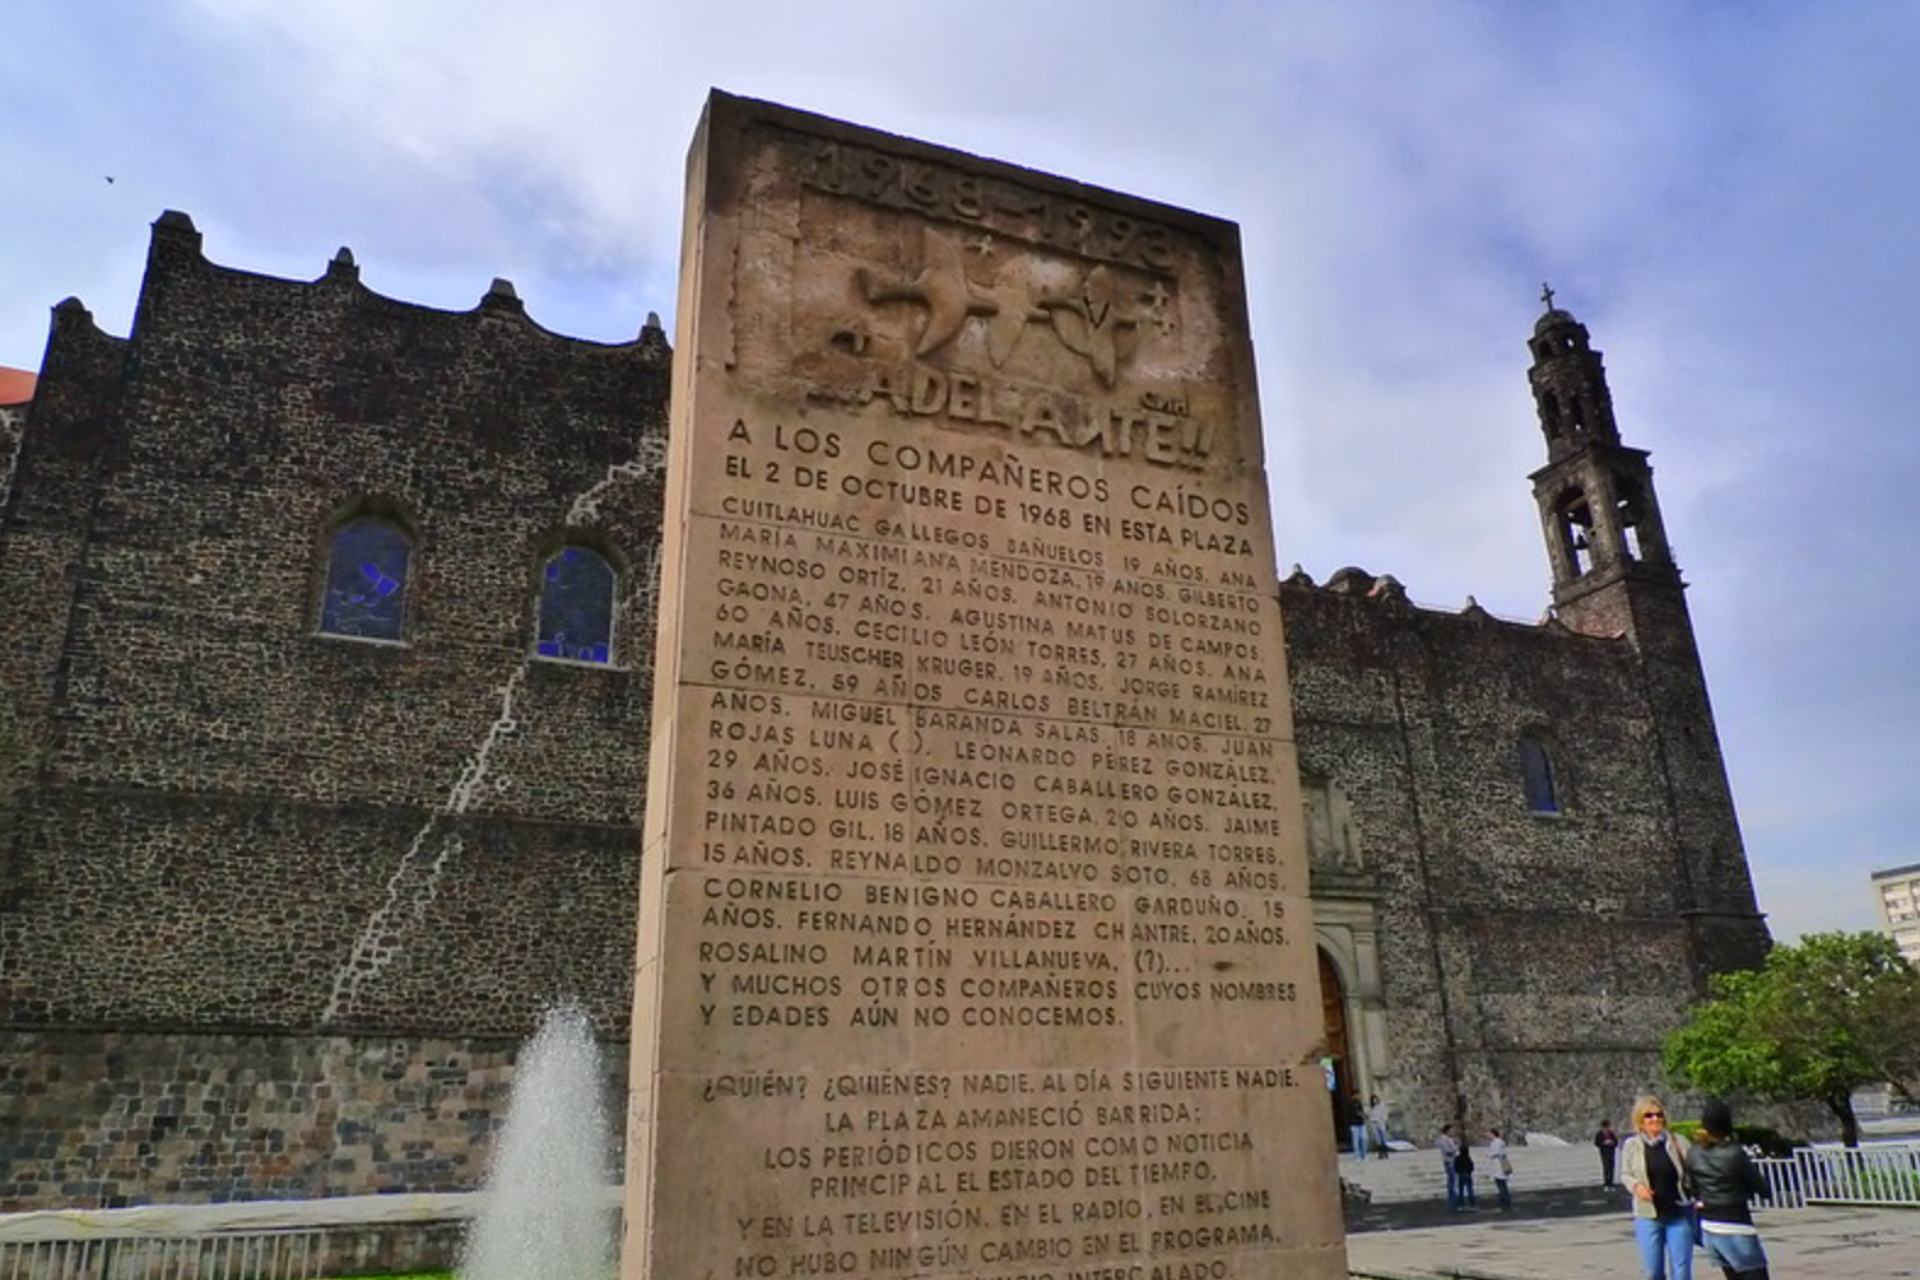 1968-1993
ADELANTE!!
A LOS COMPAÑEROS CAÍDOS
EL 2 DE OCTUBRE DE 1968 EN ESTA PLAZA
CUITLAHUAC GALLEGOS BAÑUELOS 19 AÑOS. ANA
MARÍA MAXIMIANA MENDOZA, 19 AÑOS. GILBERTO
REYNOSO ORTÍZ, 21 AÑOS. ANTONIO SOLORZANO
GAONA, 47 AÑOS. AGUSTINA MATUS DE CAMPOS,
60 AÑOS. CECILIO LEÓN TORRES, 27 AÑOS. ANA
MARÍA TEUSCHER KRUGER, 19 AÑOS. JORGE RAMÍREZ
GÓMEZ, 59 AÑOS CARLOS BELTRÁN MACIEL, 27
AÑOS. MIGUEL BARANDA SALAS, 18 AÑOS. JUAN
ROJAS LUNA ( ). LEONARDO PÉREZ GONZÁLEZ,
29 AÑOS. JOSÉ IGNACIO CABALLERO GONZÁLEZ,
36 AÑOS. LUIS GÓMEZ ORTEGA, 20 AÑOS. JAIME
PINTADO GIL, 18 AÑOS. GUILLERMO RIVERA TORRES,
15 AÑOS. REYNALDO MONZALVO SOTO, 68 AÑOS.
CORNELIO BENIGNO CABALLERO GARDUÑO, 15
AÑOS. FERNANDO HERNÁNDEZ CHANTRE, 20 AÑOS.
ROSALINO MARTÍN VILLANUEVA, (?)...
Y MUCHOS OTROS COMPAÑEROS CUYOS NOMBRES
Y EDADES AÚN NO CONOCEMOS.
¿QUIÉN? ¿QUIÉNES? NADIE. AL DÍA SIGUIENTE NADIE.
LA PLAZA AMANECIÓ BARRIDA;
LOS PERIÓDICOS DIERON COMO NOTICIA
PRINCIPAL EL ESTADO DEL TIEMPO.
Y EN LA TELEVISIÓN, EN EL RADIO, EN EL CINE
NO HUBO NINGÚN CAMBIO EN EL PROGRAMA,
INTERCALADO.